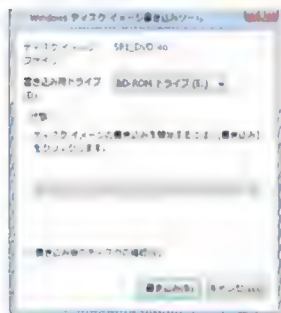 Windows ディスク イメージ書き込みツール
ディスク イメージ
ファイル
書き込み用ドライブ BD-ROM ドライブ (E:)
(D):
状態
ディスク イメージの書き込みを開始するには、[書き込み]
をクリックします。
書き込み後のディスクの確認(V)
書き込み(B) キャンセル(C)